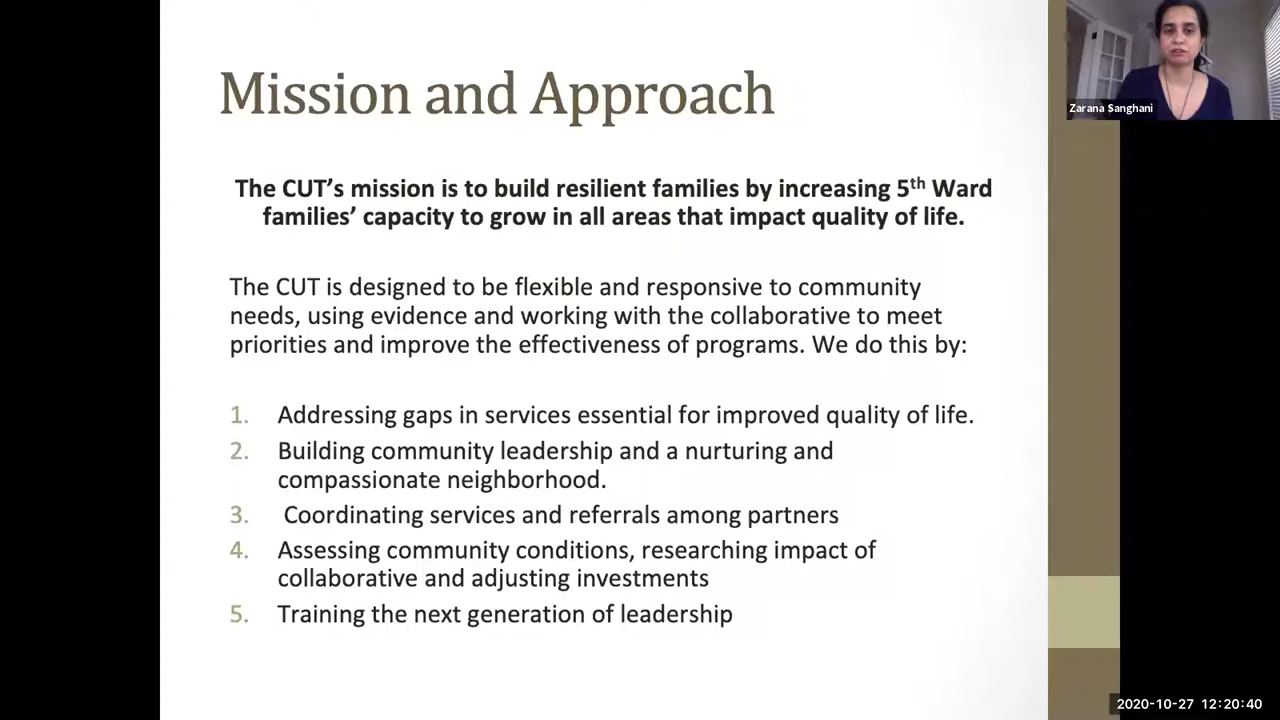 Mission and Approach
Zarana Sanghani
The CUT’s mission is to build resilient families by increasing 5th Ward
families’ capacity to grow in all areas that impact quality of life.
The CUT is designed to be flexible and responsive to community
needs, using evidence and working with the collaborative to meet
priorities and improve the effectiveness of programs. We do this by:
1. Addressing gaps in services essential for improved quality of life.
2. Building community leadership and a nurturing and
compassionate neighborhood.
3. Coordinating services and referrals among partners
4. Assessing community conditions, researching impact of
collaborative and adjusting investments
5. Training the next generation of leadership
2020-10-27 12:20:40